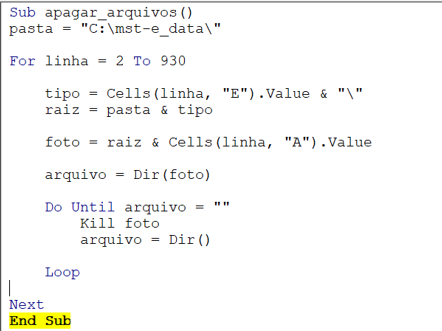 Sub apagar_arquivos()
pasta = "C:\mst-e_data\"
For linha = 2 To 930
tipo = Cells(linha, "E").Value & "\"
raiz = pasta & tipo
foto = raiz & Cells(linha, "A").Value
arquivo = Dir(foto)
Do Until arquivo = ""
Kill foto
arquivo = Dir()
Loop
Next
End Sub